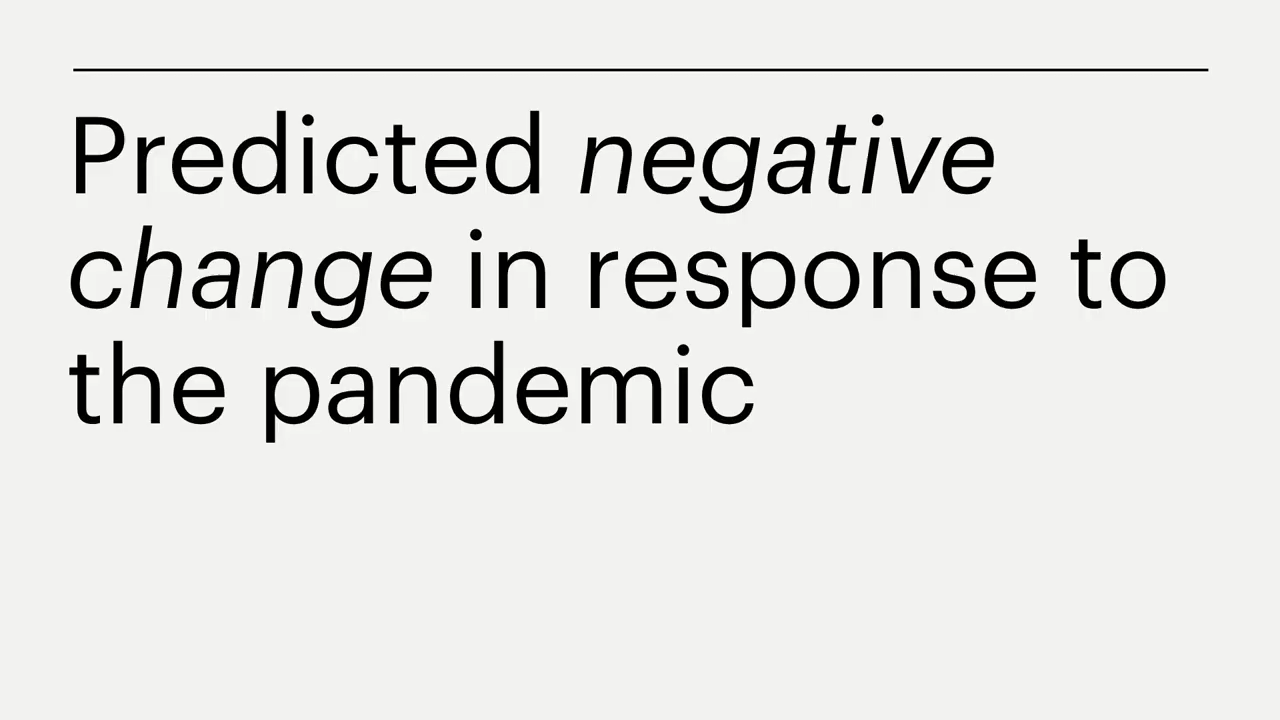 Predicted negative
change in response to
the pandemic